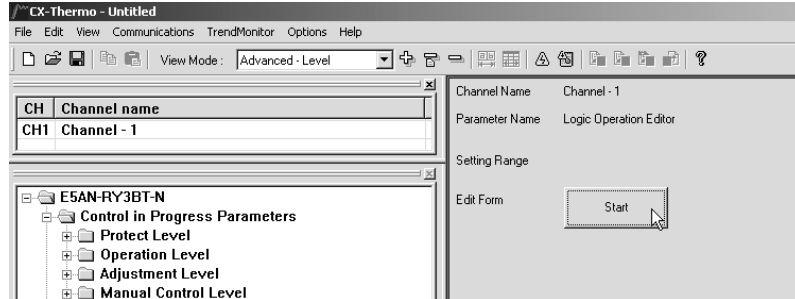 CX-Thermo - Untitled
File Edit View Communications TrendMonitor Options Help
View Mode : Advanced - Level
CH Channel name
CH1 Channel - 1
Channel Name Channel - 1
Parameter Name Logic Operation Editor
Setting Range
Edit Form Start
E5AN-RY3BT-N
Control in Progress Parameters
Protect Level
Operation Level
Adjustment Level
Manual Control Level